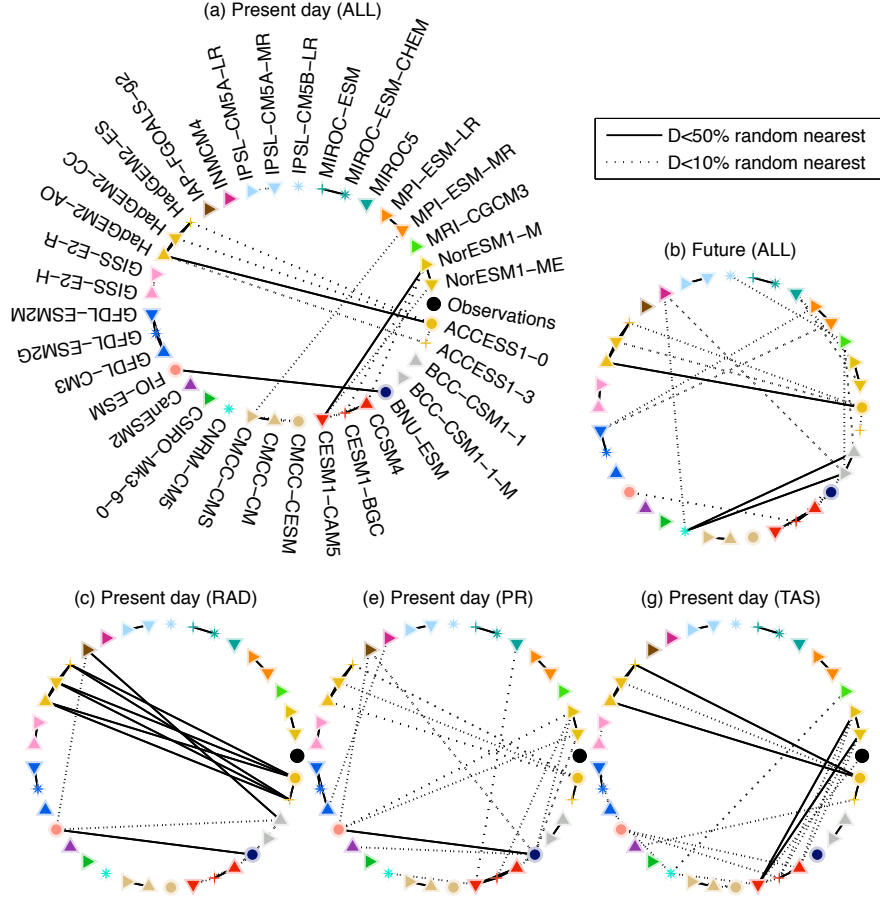 (a) Present day (ALL)
HadGEM2−AO
HadGEM2−CC
HadGEM2−ES
IAP−FGOALS−g2
INMCM4
IPSL−CM5A−LR
IPSL−CM5A−MR
IPSL−CM5B−LR
MIROC−ESM
MIROC−ESM−CHEM
MIROC5
MPI−ESM−LR
MPI−ESM−MR
MRI−CGCM3
NorESM1−M
NorESM1−ME
Observations
ACCESS1−0
ACCESS1−3
BCC−CSM1−1
BCC−CSM1−1−M
BNU−ESM
CCSM4
CESM1−BGC
CESM1−CAM5
CMCC−CESM
CMCC−CM
CMCC−CMS
CNRM−CM5
CSIRO−Mk3−6−0
CanESM2
FIO−ESM
GFDL−CM3
GFDL−ESM2G
GFDL−ESM2M
GISS−E2−H
GISS−E2−R
D<50% random nearest
D<10% random nearest
(b) Future (ALL)
(c) Present day (RAD)
(e) Present day (PR)
(g) Present day (TAS)